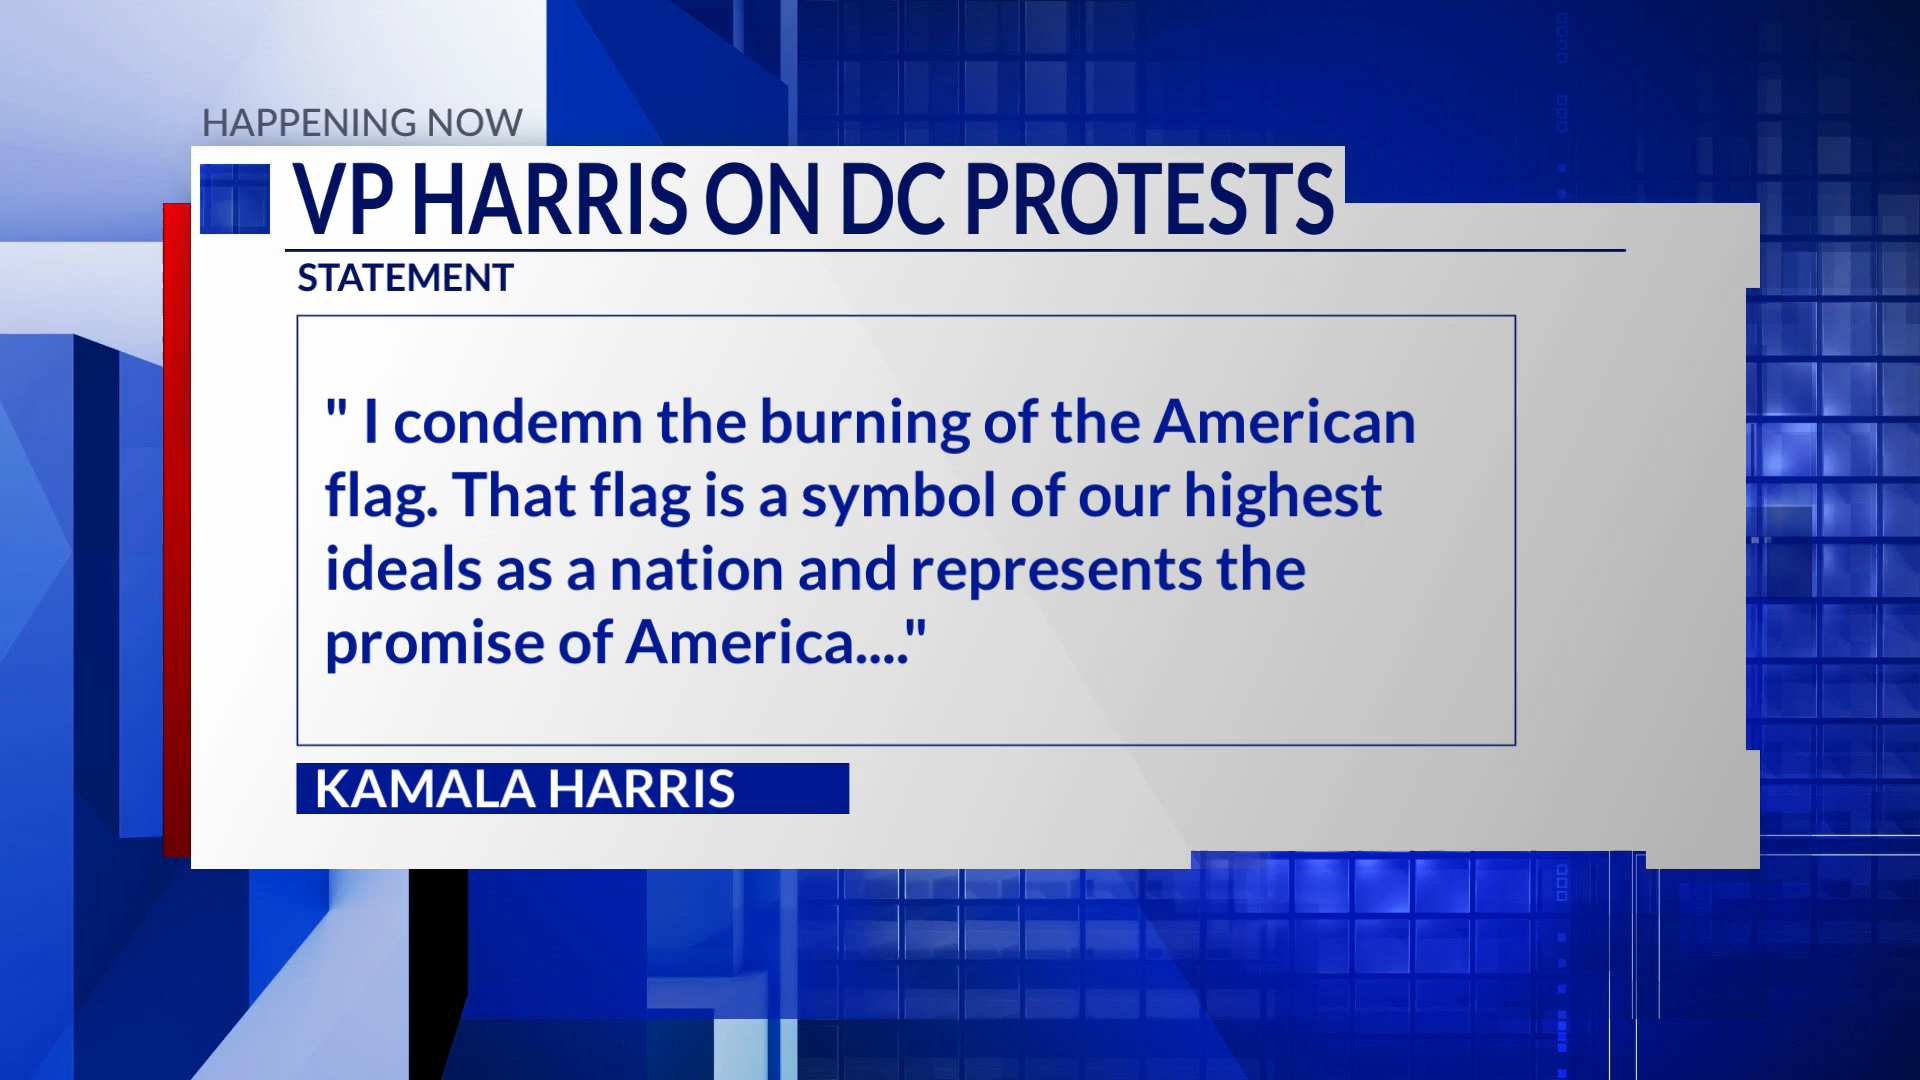 HAPPENING NOW
VP HARRIS ON DC PROTESTS
STATEMENT
" I condemn the burning of the American
flag. That flag is a symbol of our highest
ideals as a nation and represents the
promise of America...."
KAMALA HARRIS